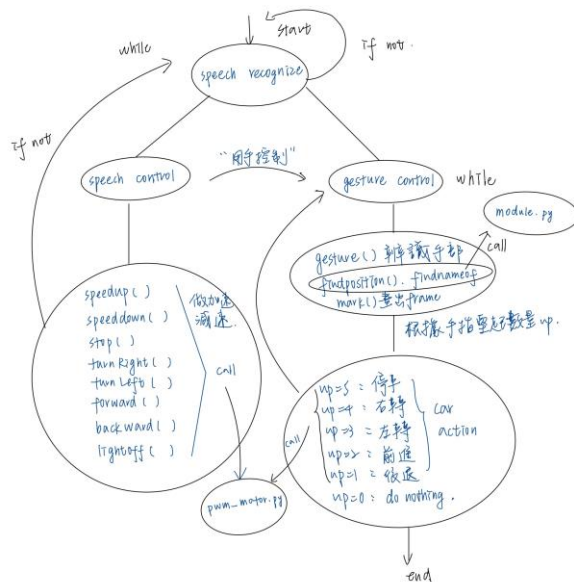 start
while
if not.
speech recognize
if not
speech control
"用手控制"
gesture control
while
module.py
call
gesture() 辨識手部
findposition(). findnameof
mark() 畫出frame
根據手指豎起數量up.
speedup()
speeddown()
stop()
turnRight()
turnLeft()
forward()
backward()
lightoff()
做加速
減速
call
call
up=5 : 停車
up=4 : 右轉
up=3 : 左轉
up=2 : 前進
up=1 : 後退
up=0 : do nothing.
car
action
pwm_motor.py
end